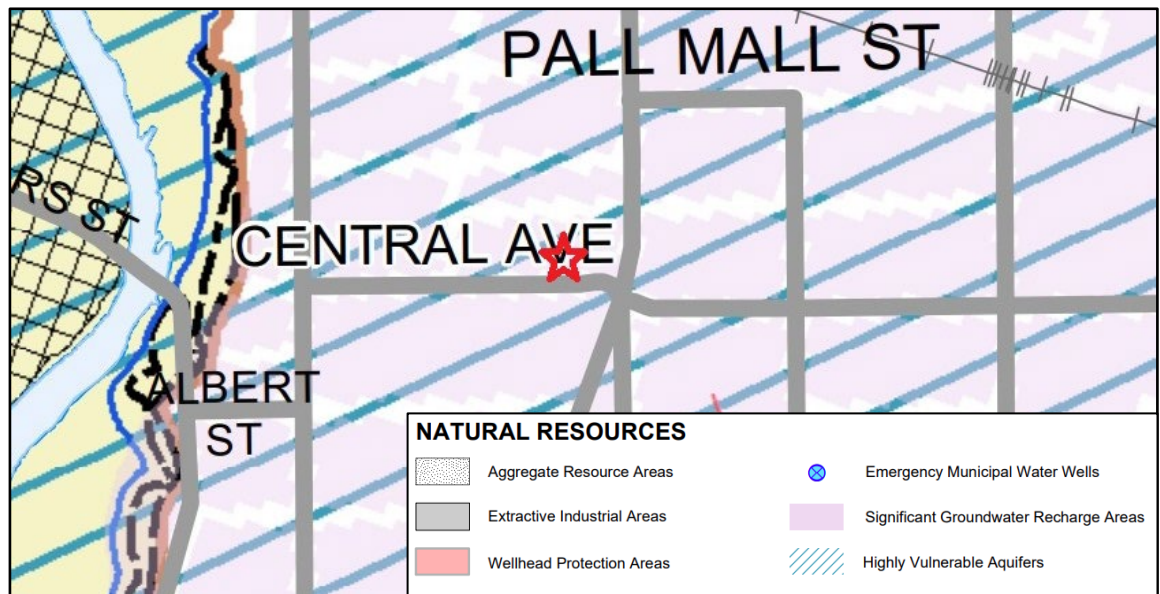 PALL MALL ST
RS ST
CENTRAL AVE
ALBERT
ST
NATURAL RESOURCES
Aggregate Resource Areas
Emergency Municipal Water Wells
Extractive Industrial Areas
Significant Groundwater Recharge Areas
Wellhead Protection Areas
Highly Vulnerable Aquifers